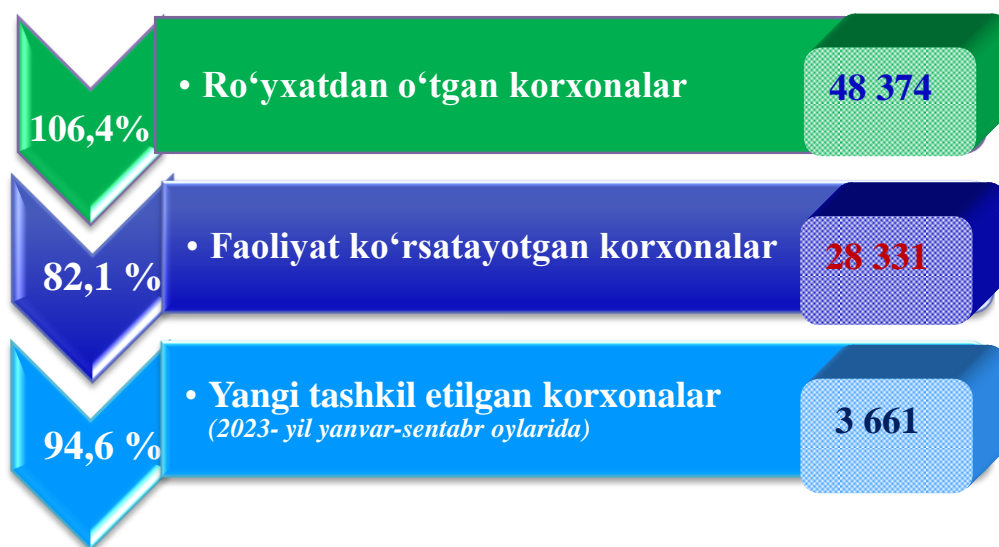 106,4%
• Ro‘yxatdan o‘tgan korxonalar
48 374
82,1 %
• Faoliyat ko‘rsatayotgan korxonalar
28 331
94,6 %
• Yangi tashkil etilgan korxonalar
(2023- yil yanvar-sentabr oylarida)
3 661